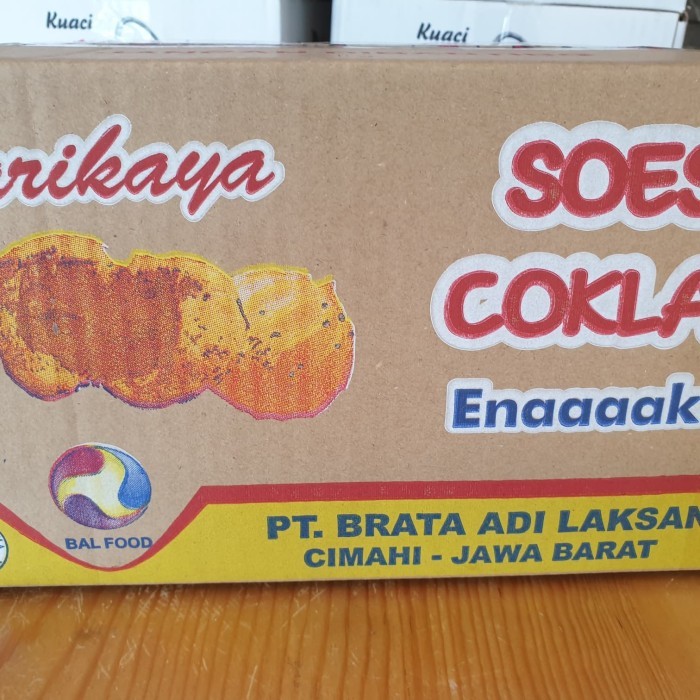 Kuaci
Kuaci
rikaya
SOES
COKLA
Enaaaak
BAL FOOD
PT. BRATA ADI LAKSAN
CIMAHI - JAWA BARAT